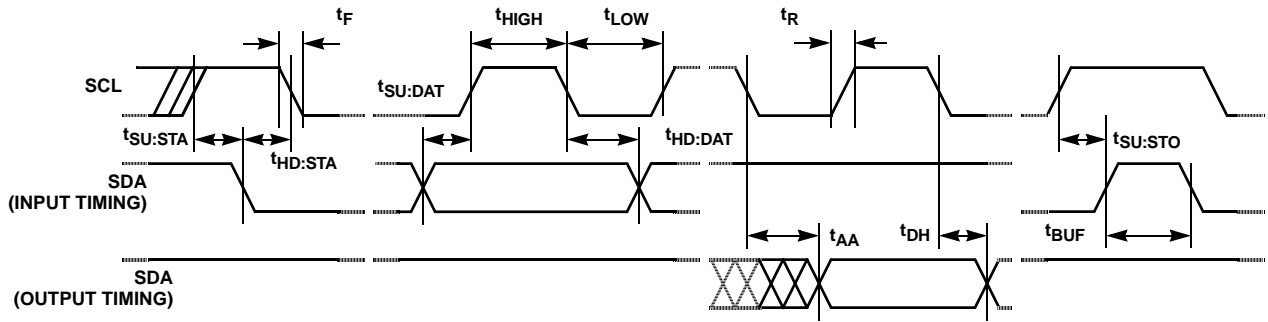 tF
tHIGH
tLOW
tR
SCL
tSU:DAT
tSU:STA
tHD:STA
tHD:DAT
tSU:STO
SDA
(INPUT TIMING)
tAA
tDH
tBUF
SDA
(OUTPUT TIMING)